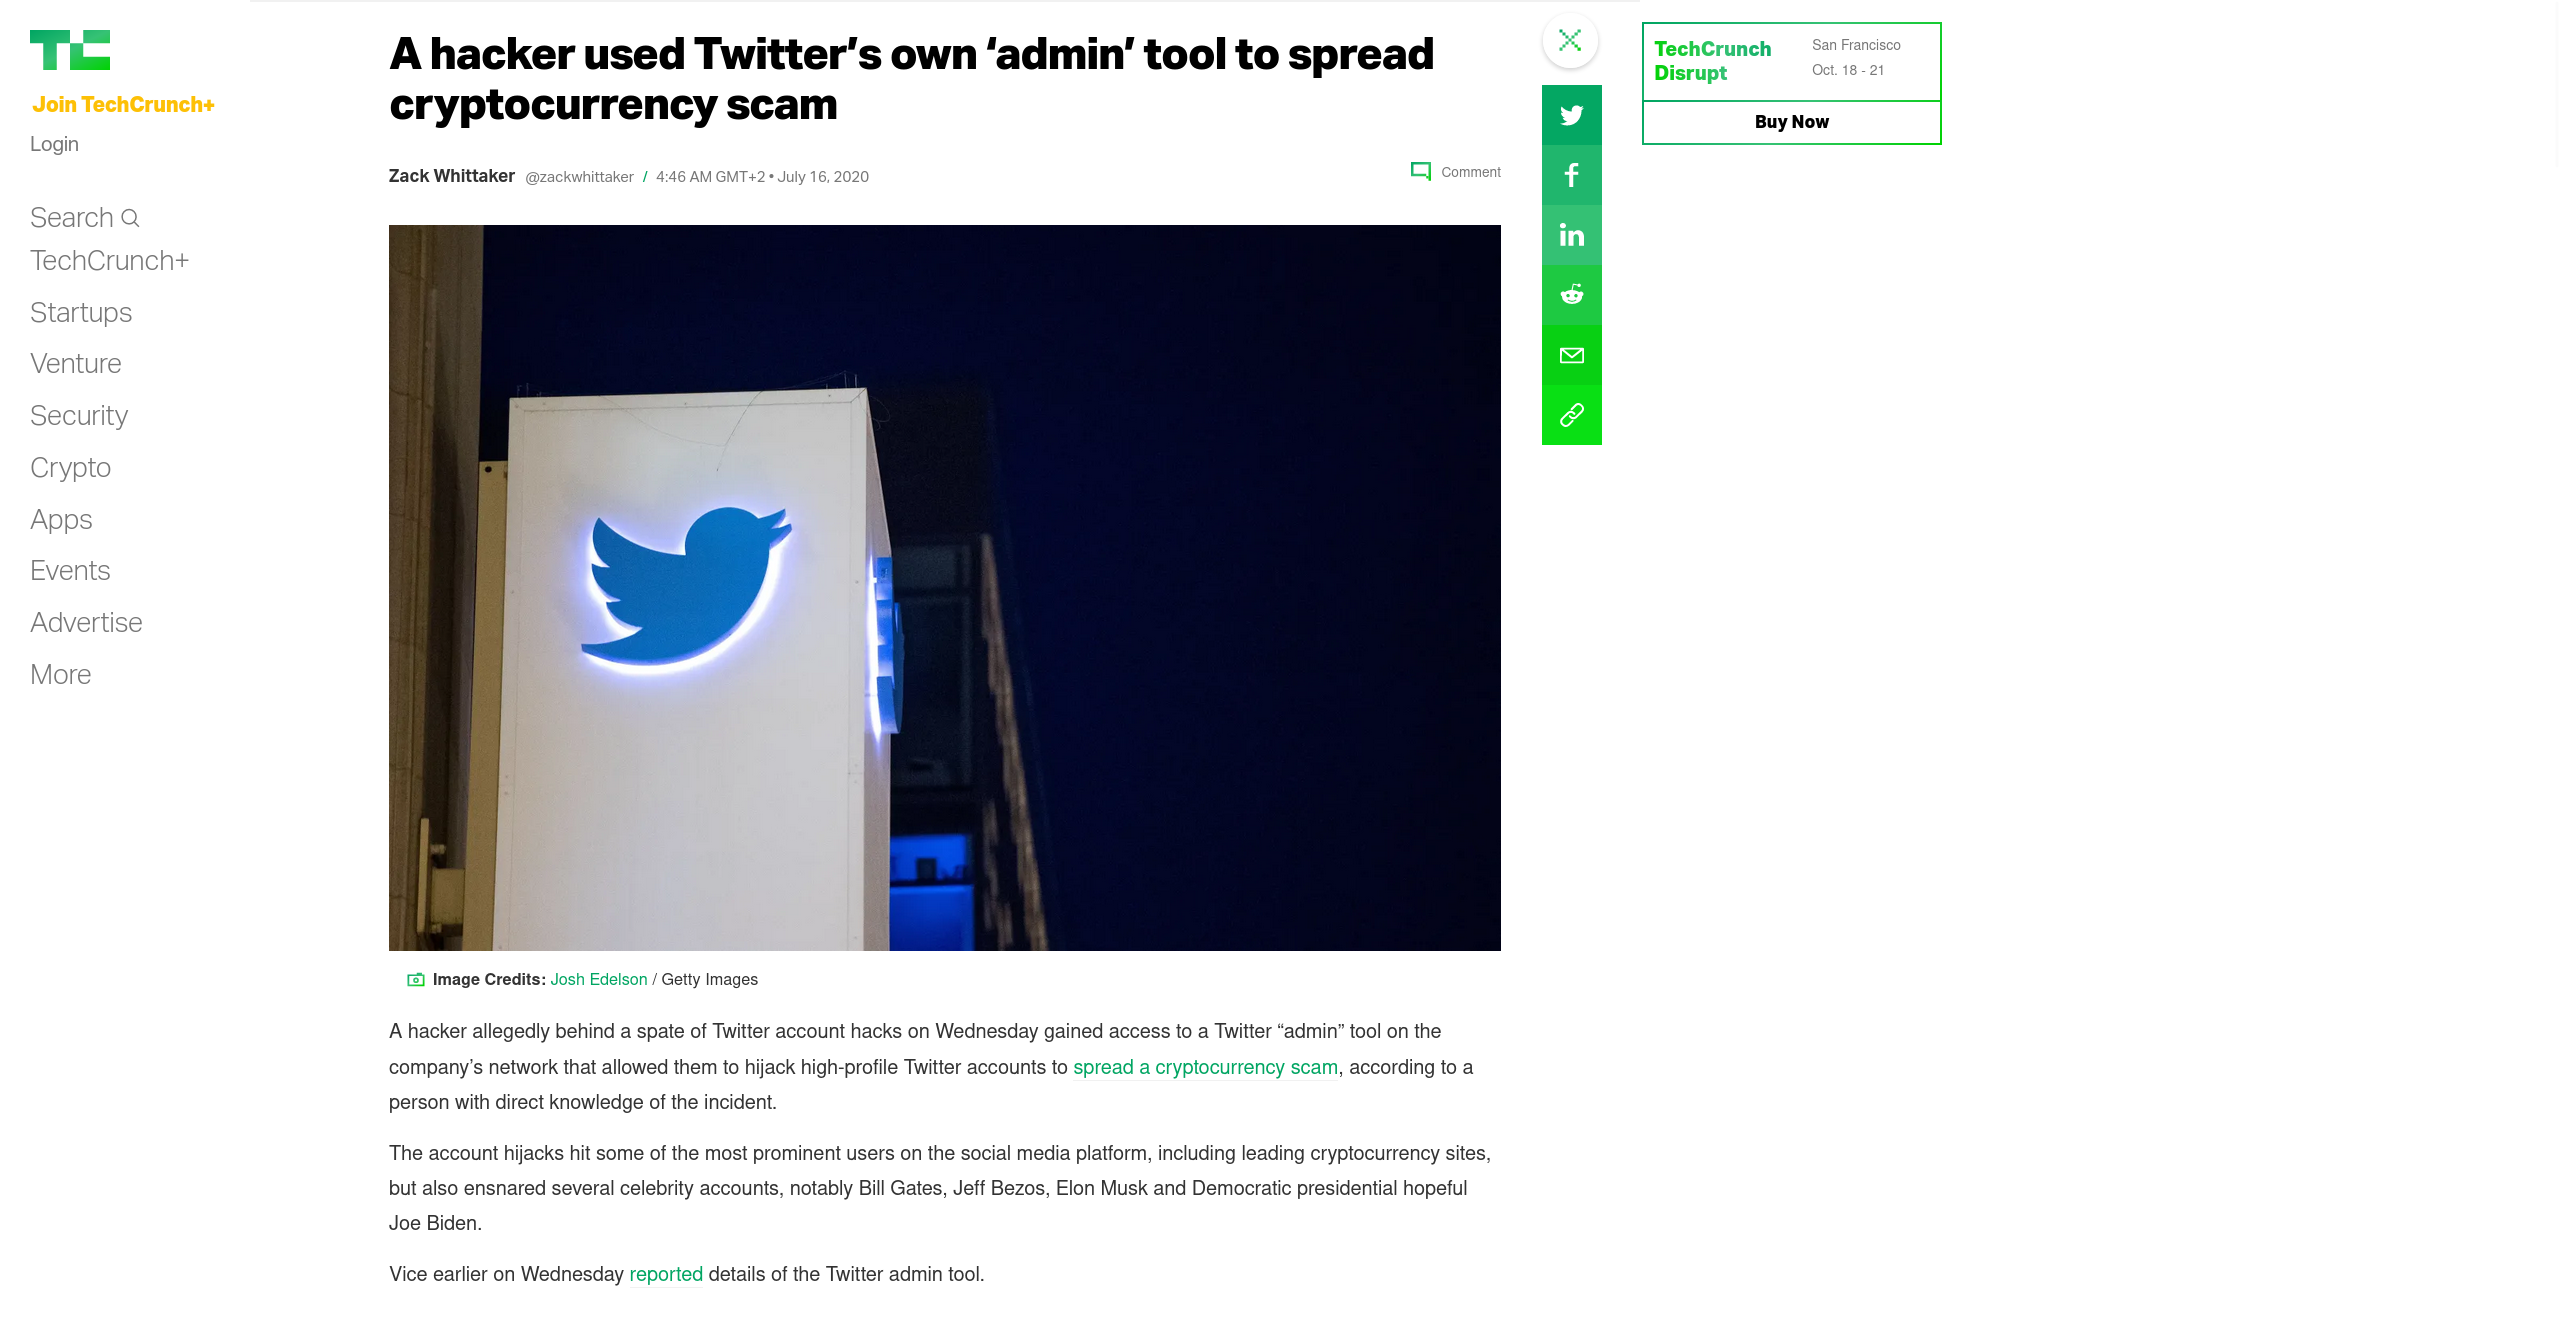 TC
Join TechCrunch+
Login
Search
TechCrunch+
Startups
Venture
Security
Crypto
Apps
Events
Advertise
More
A hacker used Twitter’s own ‘admin’ tool to spread
cryptocurrency scam
Zack Whittaker @zackwhittaker / 4:46 AM GMT+2 • July 16, 2020
Comment
Image Credits: Josh Edelson / Getty Images
A hacker allegedly behind a spate of Twitter account hacks on Wednesday gained access to a Twitter “admin” tool on the
company’s network that allowed them to hijack high-profile Twitter accounts to spread a cryptocurrency scam, according to a
person with direct knowledge of the incident.
The account hijacks hit some of the most prominent users on the social media platform, including leading cryptocurrency sites,
but also ensnared several celebrity accounts, notably Bill Gates, Jeff Bezos, Elon Musk and Democratic presidential hopeful
Joe Biden.
Vice earlier on Wednesday reported details of the Twitter admin tool.
f
in
TechCrunch
Disrupt
San Francisco
Oct. 18 - 21
Buy Now